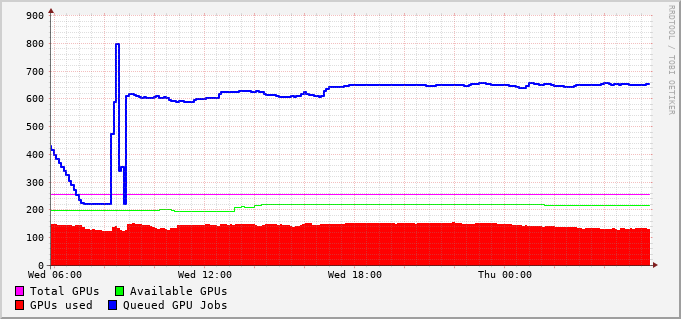 900
800
700
600
500
400
300
200
100
0
Wed 06:00 Wed 12:00 Wed 18:00 Thu 00:00
Total GPUs Available GPUs
GPUs used Queued GPU Jobs
RRDTOOL / TOBI OETIKER